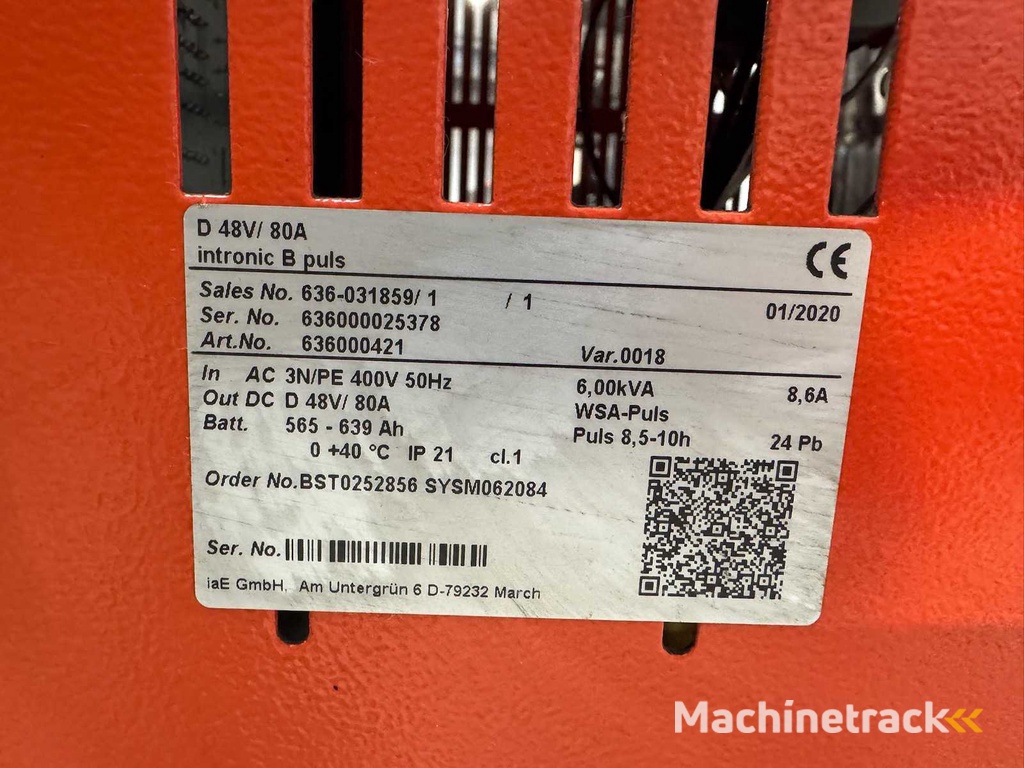 D 48V/ 80A
intronic B puls
CE
Sales No. 636-031859/ 1 / 1
01/2020
Ser. No. 636000025378
Art.No. 636000421 Var.0018
In AC 3N/PE 400V 50Hz 6,00kVA 8,6A
Out DC D 48V/ 80A WSA-Puls
Batt. 565 - 639 Ah Puls 8,5-10h 24 Pb
0 +40 °C IP 21 cl.1
Order No.BST0252856 SYSM062084
Ser. No.
iaE GmbH. Am Untergrün 6 D-79232 March
Machinetrack